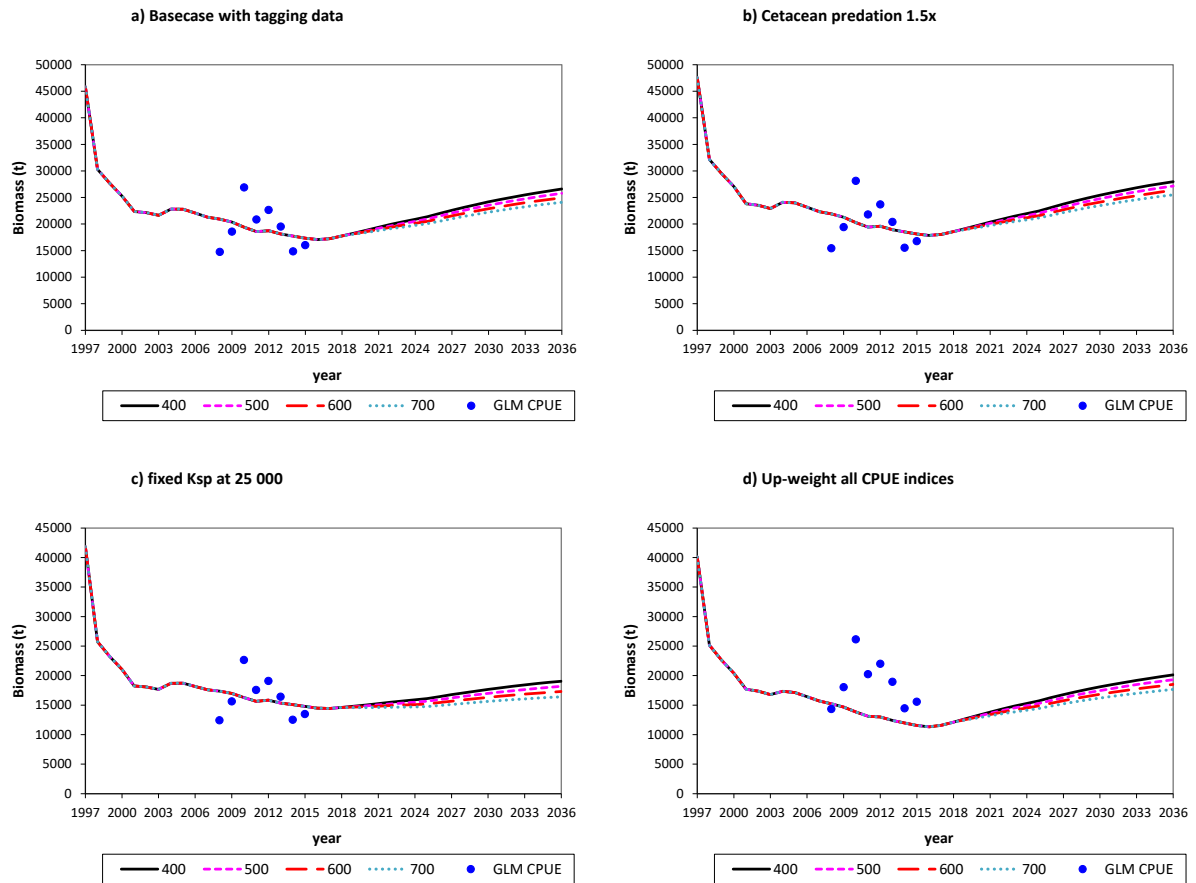 a) Basecase with tagging data
50000
45000
40000
35000
30000
25000
20000
15000
10000
5000
0
Biomass (t)
1997 2000 2003 2006 2009 2012 2015 2018 2021 2024 2027 2030 2033 2036
year
400 500 600 700 GLM CPUE
b) Cetacean predation 1.5x
50000
45000
40000
35000
30000
25000
20000
15000
10000
5000
0
Biomass (t)
1997 2000 2003 2006 2009 2012 2015 2018 2021 2024 2027 2030 2033 2036
year
400 500 600 700 GLM CPUE
c) fixed Ksp at 25 000
45000
40000
35000
30000
25000
20000
15000
10000
5000
0
Biomass (t)
1997 2000 2003 2006 2009 2012 2015 2018 2021 2024 2027 2030 2033 2036
year
400 500 600 700 GLM CPUE
d) Up-weight all CPUE indices
45000
40000
35000
30000
25000
20000
15000
10000
5000
0
Biomass (t)
1997 2000 2003 2006 2009 2012 2015 2018 2021 2024 2027 2030 2033 2036
year
400 500 600 700 GLM CPUE